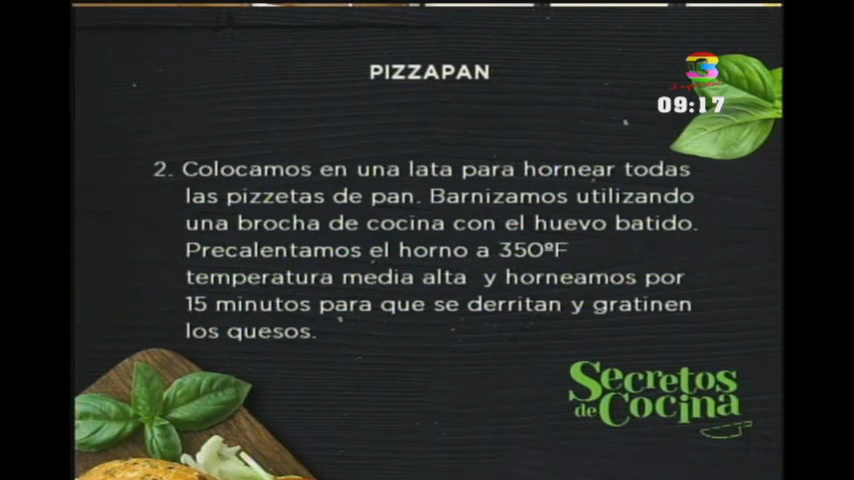 PIZZAPAN
3
09:17
2. Colocamos en una lata para hornear todas
las pizzetas de pan. Barnizamos utilizando
una brocha de cocina con el huevo batido.
Precalentamos el horno a 350ºF
temperatura media alta y horneamos por
15 minutos para que se derritan y gratinen
los quesos.
Secretos
de Cocina